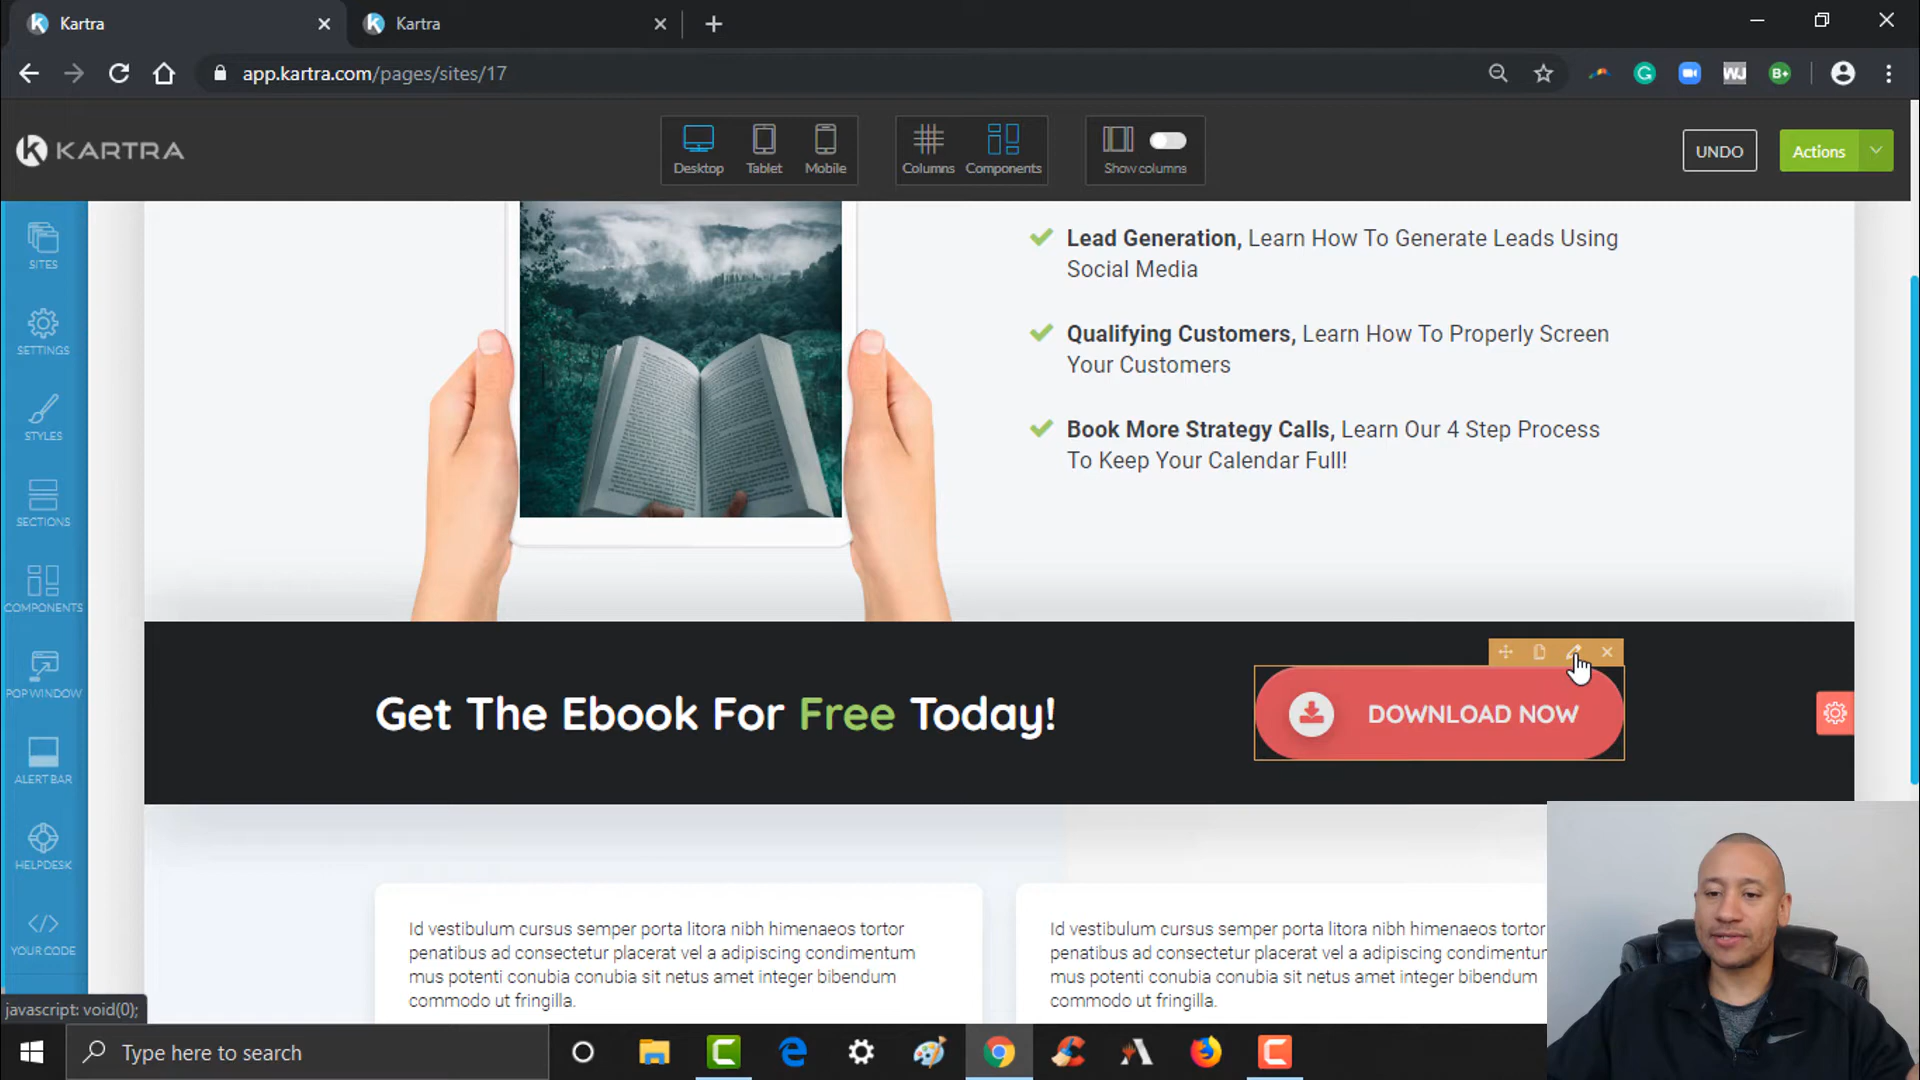 Kartra
Kartra
app.kartra.com/pages/sites/17
WJ
B+
KARTRA
Desktop
Tablet
Mobile
Columns
Components
Show columns
UNDO
Actions
SITES
SETTINGS
STYLES
SECTIONS
COMPONENTS
POP WINDOW
ALERT BAR
HELPDESK
YOUR CODE
Lead Generation, Learn How To Generate Leads Using
Social Media
Qualifying Customers, Learn How To Properly Screen
Your Customers
Book More Strategy Calls, Learn Our 4 Step Process
To Keep Your Calendar Full!
Get The Ebook For Free Today!
DOWNLOAD NOW
Id vestibulum cursus semper porta litora nibh himenaeos tortor
penatibus ad consectetur placerat vel a adipiscing condimentum
mus potenti conubia conubia sit netus amet integer bibendum
commodo ut fringilla.
Id vestibulum cursus semper porta litora nibh himenaeos tortor
penatibus ad consectetur placerat vel a adipiscing condimentum
mus potenti conubia conubia sit netus amet integer bibendum
commodo ut fringilla.
javascript: void(0);
Type here to search